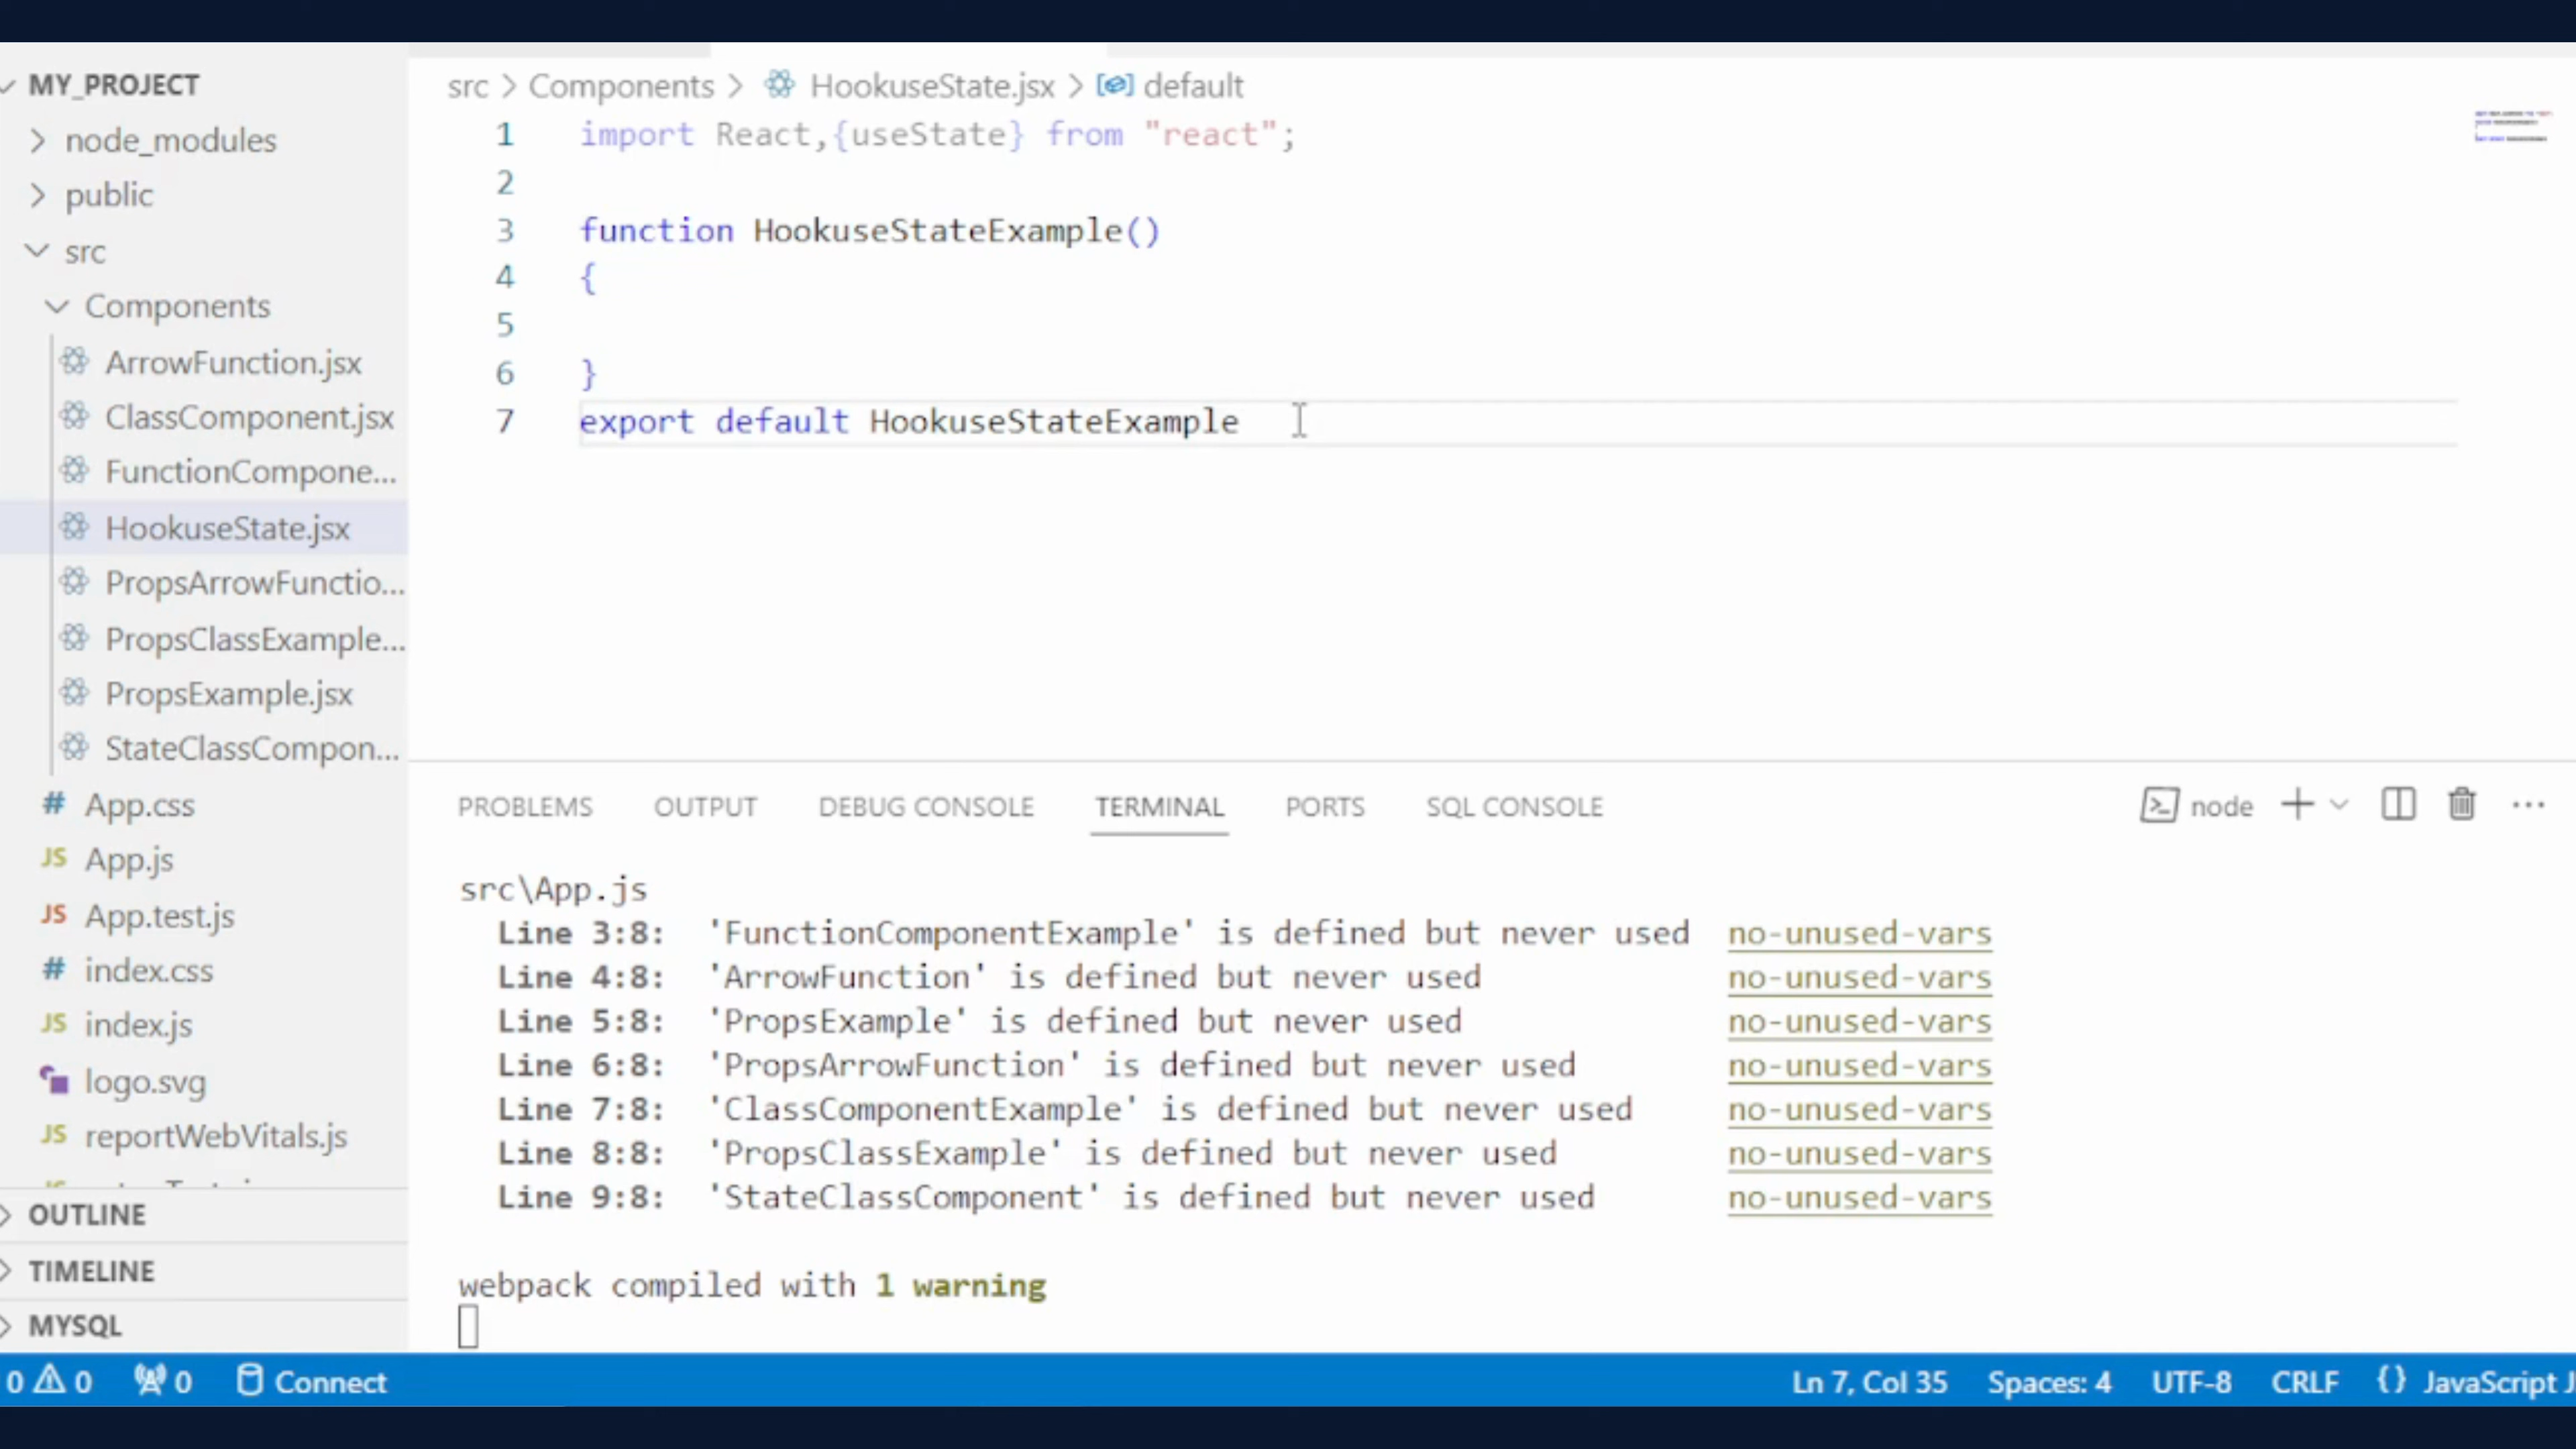 MY_PROJECT
node_modules
public
src
Components
ArrowFunction.jsx
ClassComponent.jsx
FunctionCompone...
HookuseState.jsx
PropsArrowFunctio...
PropsClassExample...
PropsExample.jsx
StateClassCompon...
# App.css
JS App.js
JS App.test.js
# index.css
JS index.js
logo.svg
JS reportWebVitals.js
OUTLINE
TIMELINE
MYSQL
src > Components > HookuseState.jsx > default
1 import React,{useState} from "react";
2
3 function HookuseStateExample()
4 {
5
6 }
7 export default HookuseStateExample
PROBLEMS OUTPUT DEBUG CONSOLE TERMINAL PORTS SQL CONSOLE node
src\App.js
Line 3:8: 'FunctionComponentExample' is defined but never used no-unused-vars
Line 4:8: 'ArrowFunction' is defined but never used no-unused-vars
Line 5:8: 'PropsExample' is defined but never used no-unused-vars
Line 6:8: 'PropsArrowFunction' is defined but never used no-unused-vars
Line 7:8: 'ClassComponentExample' is defined but never used no-unused-vars
Line 8:8: 'PropsClassExample' is defined but never used no-unused-vars
Line 9:8: 'StateClassComponent' is defined but never used no-unused-vars
webpack compiled with 1 warning
0 0 0 Connect Ln 7, Col 35 Spaces: 4 UTF-8 CRLF {} JavaScript J